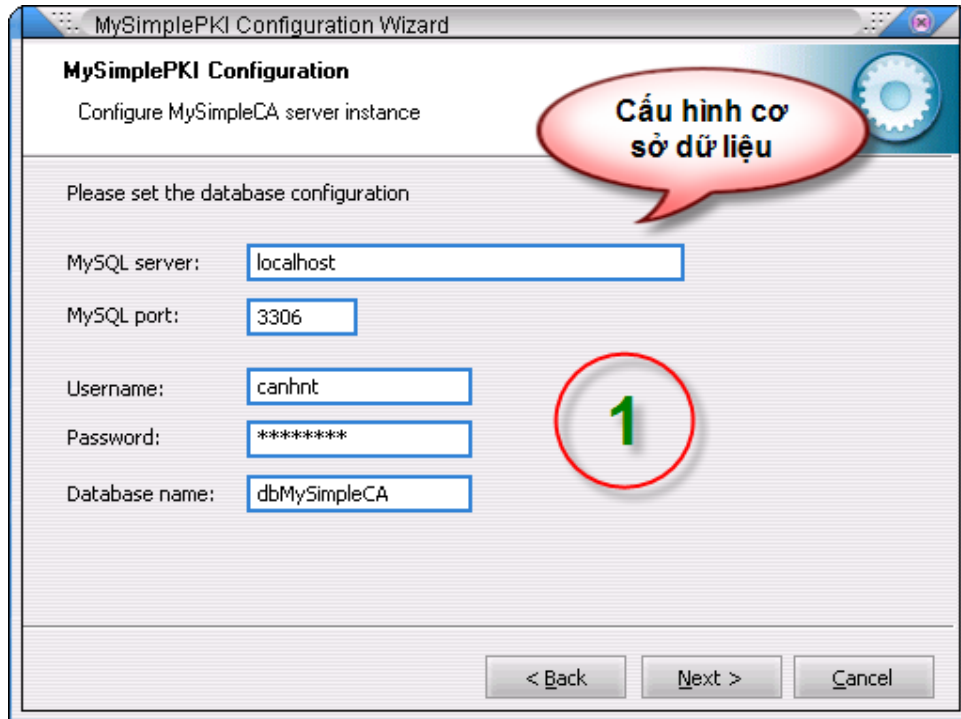 MySimplePKI Configuration Wizard
MySimplePKI Configuration
Configure MySimpleCA server instance
Cấu hình cơ
sở dữ liệu
Please set the database configuration
MySQL server: localhost
MySQL port: 3306
Username: canhnt
Password: ********
Database name: dbMySimpleCA
1
< Back Next > Cancel